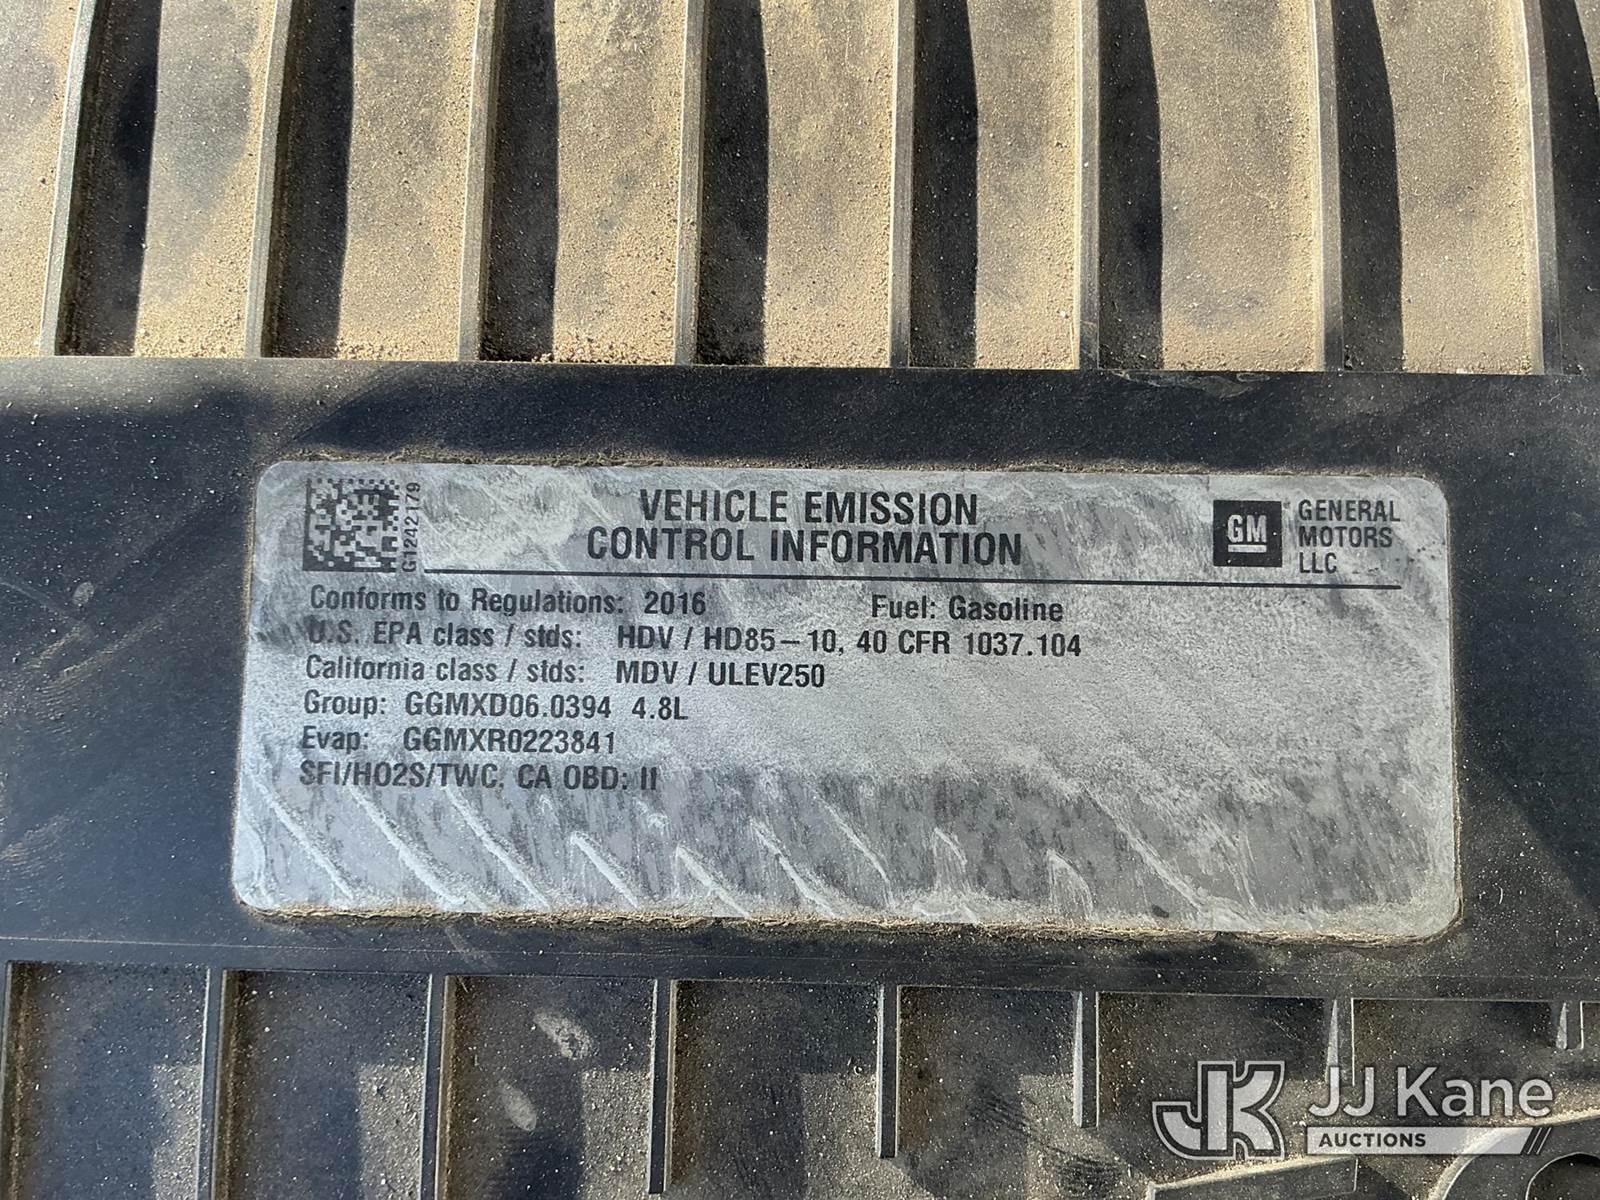 G1242179
VEHICLE EMISSION
CONTROL INFORMATION
GM
GENERAL
MOTORS
LLC
Conforms to Regulations: 2016 Fuel: Gasoline
U.S. EPA class / stds: HDV / HD85-10, 40 CFR 1037.104
California class / stds: MDV / ULEV250
Group: GGMXD06.0394 4.8L
Evap: GGMXR0223841
SFI/HO2S/TWC, CA OBD: II
JK JJ Kane
AUCTIONS